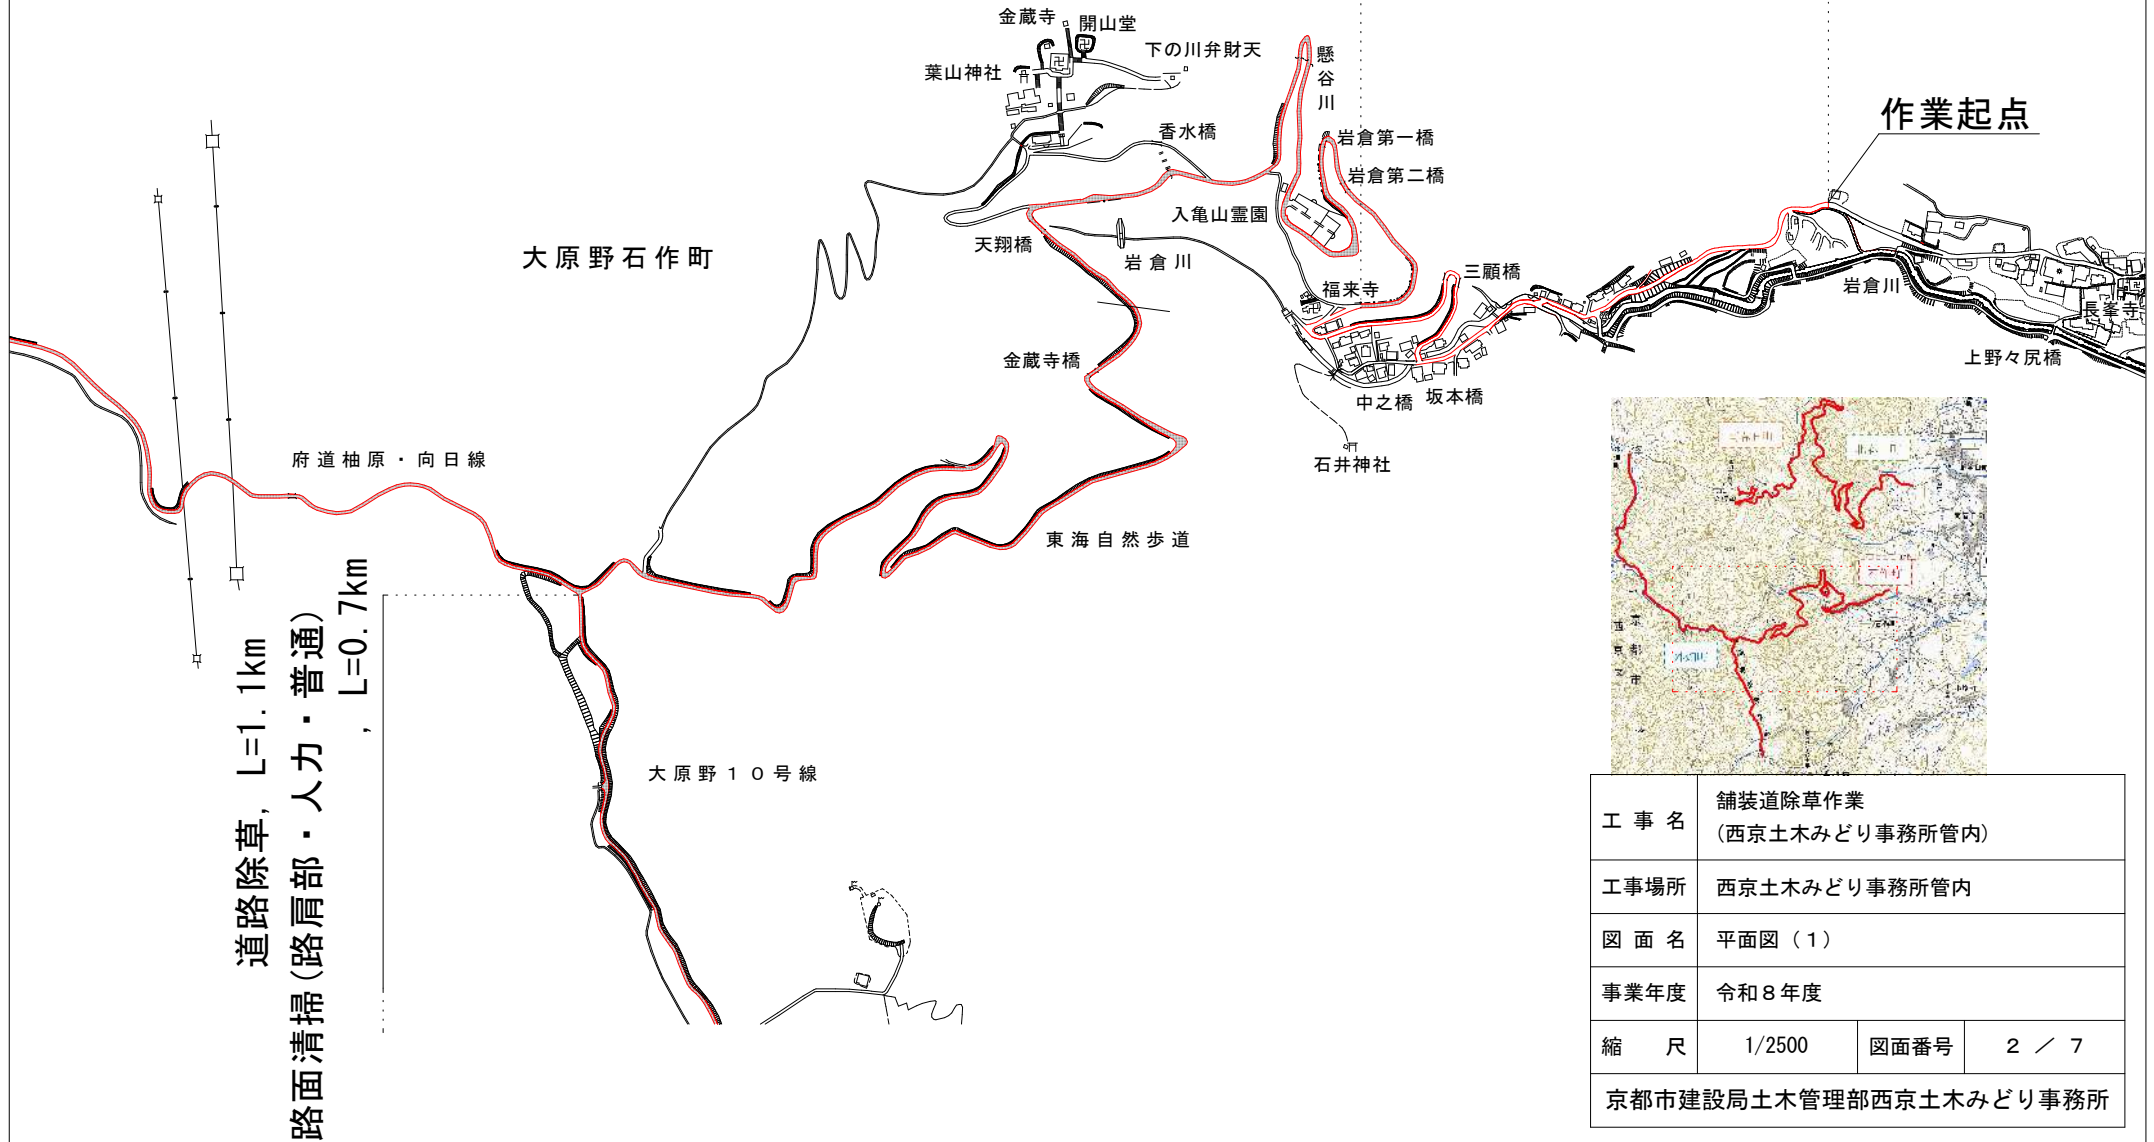 金蔵寺
開山堂
下の川弁財天
葉山神社
懸谷川
作業起点
香水橋
岩倉第一橋
岩倉第二橋
入亀山霊園
天翔橋
岩倉川
大原野石作町
三顧橋
福来寺
岩倉川
長峯寺
上野々尻橋
金蔵寺橋
中之橋
坂本橋
石井神社
府道柚原・向日線
東海自然歩道
大原野10号線
道路除草, L=1.1km
路面清掃(路肩部・人力・普通)
, L=0.7km
京都市
西京区
工事名
舗装道除草作業
(西京土木みどり事務所管内)
工事場所
西京土木みどり事務所管内
図面名
平面図（1）
事業年度
令和8年度
縮尺
1/2500
図面番号
2 ／ 7
京都市建設局土木管理部西京土木みどり事務所